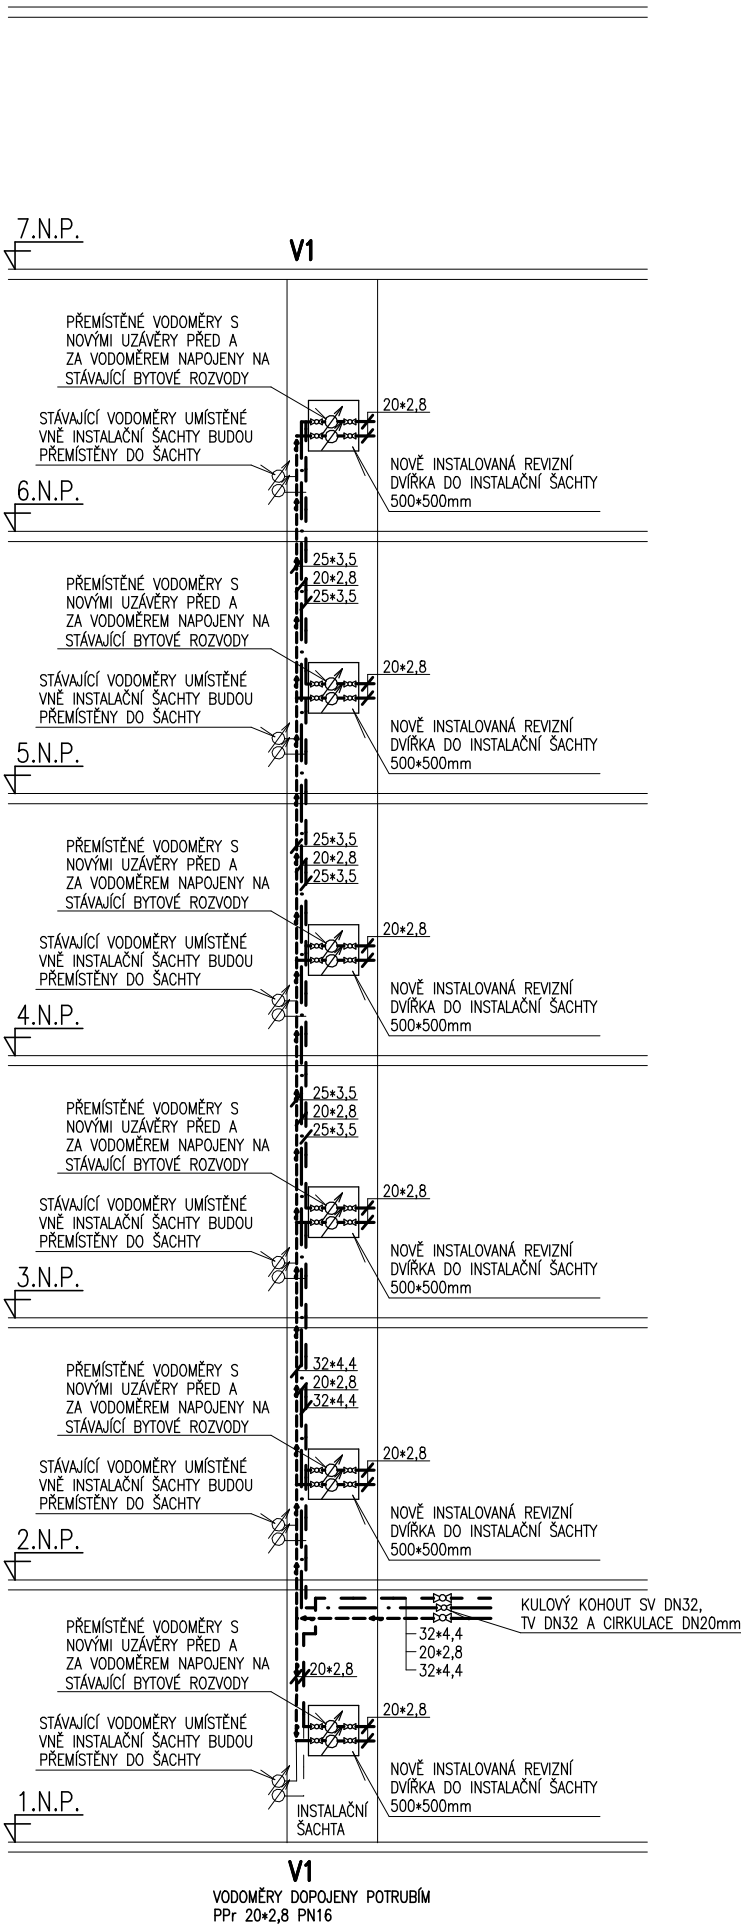 7.N.P.
V1
PŘEMÍSTĚNÉ VODOMĚRY S
NOVÝMI UZÁVĚRY PŘED A
ZA VODOMĚREM NAPOJENY NA
STÁVAJÍCÍ BYTOVÉ ROZVODY
20*2,8
STÁVAJÍCÍ VODOMĚRY UMÍSTĚNÉ
VNĚ INSTALAČNÍ ŠACHTY BUDOU
PŘEMÍSTĚNY DO ŠACHTY
NOVĚ INSTALOVANÁ REVIZNÍ
DVÍŘKA DO INSTALAČNÍ ŠACHTY
500*500mm
6.N.P.
25*3,5
20*2,8
25*3,5
PŘEMÍSTĚNÉ VODOMĚRY S
NOVÝMI UZÁVĚRY PŘED A
ZA VODOMĚREM NAPOJENY NA
STÁVAJÍCÍ BYTOVÉ ROZVODY
20*2,8
STÁVAJÍCÍ VODOMĚRY UMÍSTĚNÉ
VNĚ INSTALAČNÍ ŠACHTY BUDOU
PŘEMÍSTĚNY DO ŠACHTY
NOVĚ INSTALOVANÁ REVIZNÍ
DVÍŘKA DO INSTALAČNÍ ŠACHTY
500*500mm
5.N.P.
25*3,5
20*2,8
25*3,5
PŘEMÍSTĚNÉ VODOMĚRY S
NOVÝMI UZÁVĚRY PŘED A
ZA VODOMĚREM NAPOJENY NA
STÁVAJÍCÍ BYTOVÉ ROZVODY
20*2,8
STÁVAJÍCÍ VODOMĚRY UMÍSTĚNÉ
VNĚ INSTALAČNÍ ŠACHTY BUDOU
PŘEMÍSTĚNY DO ŠACHTY
NOVĚ INSTALOVANÁ REVIZNÍ
DVÍŘKA DO INSTALAČNÍ ŠACHTY
500*500mm
4.N.P.
25*3,5
20*2,8
25*3,5
PŘEMÍSTĚNÉ VODOMĚRY S
NOVÝMI UZÁVĚRY PŘED A
ZA VODOMĚREM NAPOJENY NA
STÁVAJÍCÍ BYTOVÉ ROZVODY
20*2,8
STÁVAJÍCÍ VODOMĚRY UMÍSTĚNÉ
VNĚ INSTALAČNÍ ŠACHTY BUDOU
PŘEMÍSTĚNY DO ŠACHTY
NOVĚ INSTALOVANÁ REVIZNÍ
DVÍŘKA DO INSTALAČNÍ ŠACHTY
500*500mm
3.N.P.
32*4,4
20*2,8
32*4,4
PŘEMÍSTĚNÉ VODOMĚRY S
NOVÝMI UZÁVĚRY PŘED A
ZA VODOMĚREM NAPOJENY NA
STÁVAJÍCÍ BYTOVÉ ROZVODY
20*2,8
STÁVAJÍCÍ VODOMĚRY UMÍSTĚNÉ
VNĚ INSTALAČNÍ ŠACHTY BUDOU
PŘEMÍSTĚNY DO ŠACHTY
NOVĚ INSTALOVANÁ REVIZNÍ
DVÍŘKA DO INSTALAČNÍ ŠACHTY
500*500mm
2.N.P.
KULOVÝ KOHOUT SV DN32,
TV DN32 A CIRKULACE DN20mm
32*4,4
20*2,8
32*4,4
PŘEMÍSTĚNÉ VODOMĚRY S
NOVÝMI UZÁVĚRY PŘED A
ZA VODOMĚREM NAPOJENY NA
STÁVAJÍCÍ BYTOVÉ ROZVODY
20*2,8
20*2,8
STÁVAJÍCÍ VODOMĚRY UMÍSTĚNÉ
VNĚ INSTALAČNÍ ŠACHTY BUDOU
PŘEMÍSTĚNY DO ŠACHTY
NOVĚ INSTALOVANÁ REVIZNÍ
DVÍŘKA DO INSTALAČNÍ ŠACHTY
500*500mm
1.N.P.
INSTALAČNÍ
ŠACHTA
V1
VODOMĚRY DOPOJENY POTRUBÍM
PPr 20*2,8 PN16